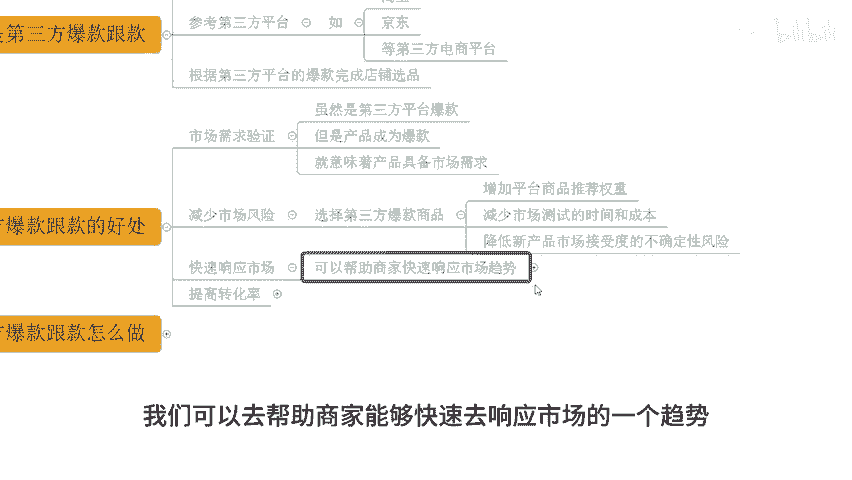 第三方爆款跟款
参考第三方平台
如
京东
等第三方电商平台
根据第三方平台的爆款完成店铺选品
爆款跟款的好处
市场需求验证
虽然是第三方平台爆款
但是产品成为爆款
就意味着产品具备市场需求
减少市场风险
选择第三方爆款商品
增加平台商品推荐权重
减少市场测试的时间和成本
降低新产品市场接受度的不确定性风险
快速响应市场
可以帮助商家快速响应市场趋势
提高转化率
爆款跟款怎么做
我们可以去帮助商家能够快速去响应市场的一个趋势
bilibili